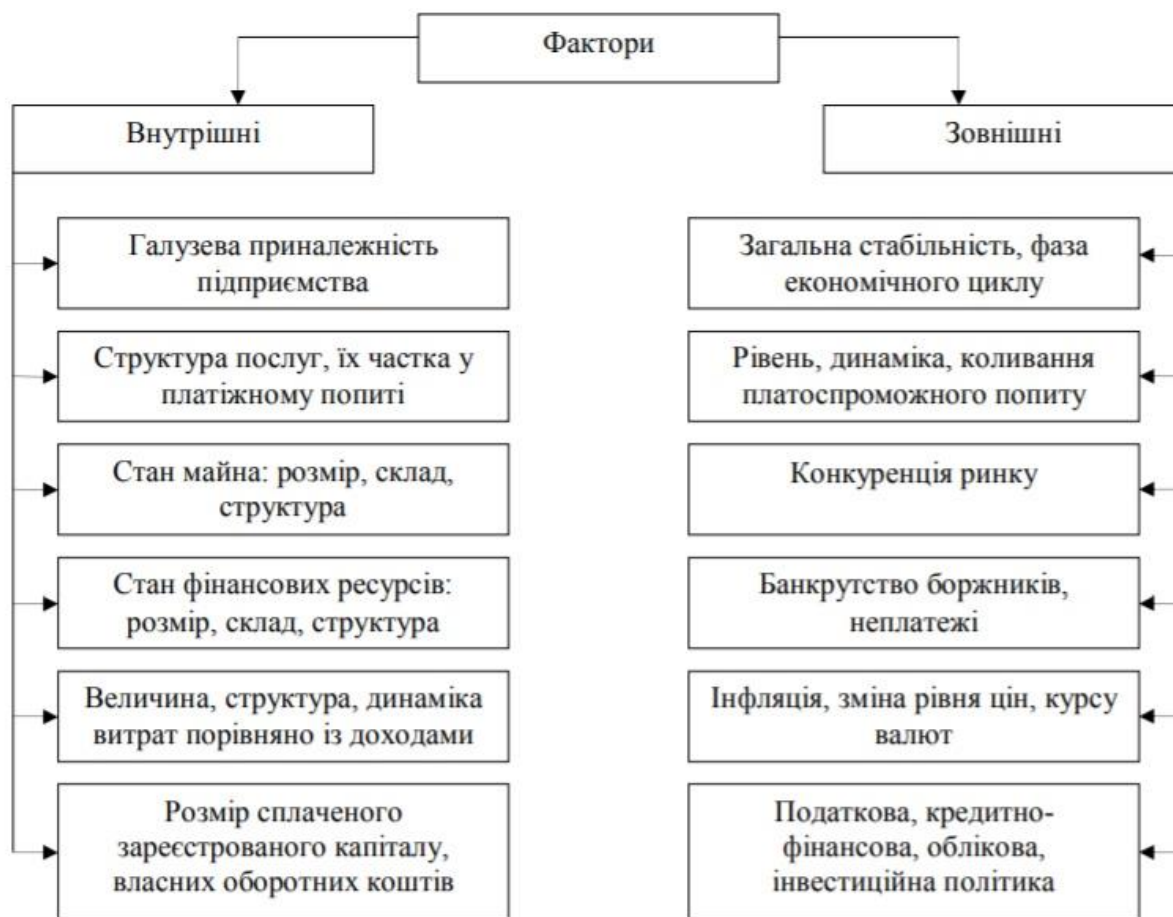 Фактори
Внутрішні
Галузева приналежність
підприємства
Структура послуг, їх частка у
платіжному попиті
Стан майна: розмір, склад,
структура
Стан фінансових ресурсів:
розмір, склад, структура
Величина, структура, динаміка
витрат порівняно із доходами
Розмір сплаченого
зареєстрованого капіталу,
власних оборотних коштів
Зовнішні
Загальна стабільність, фаза
економічного циклу
Рівень, динаміка, коливання
платоспроможного попиту
Конкуренція ринку
Банкрутство боржників,
неплатежі
Інфляція, зміна рівня цін, курсу
валют
Податкова, кредитно-
фінансова, облікова,
інвестиційна політика